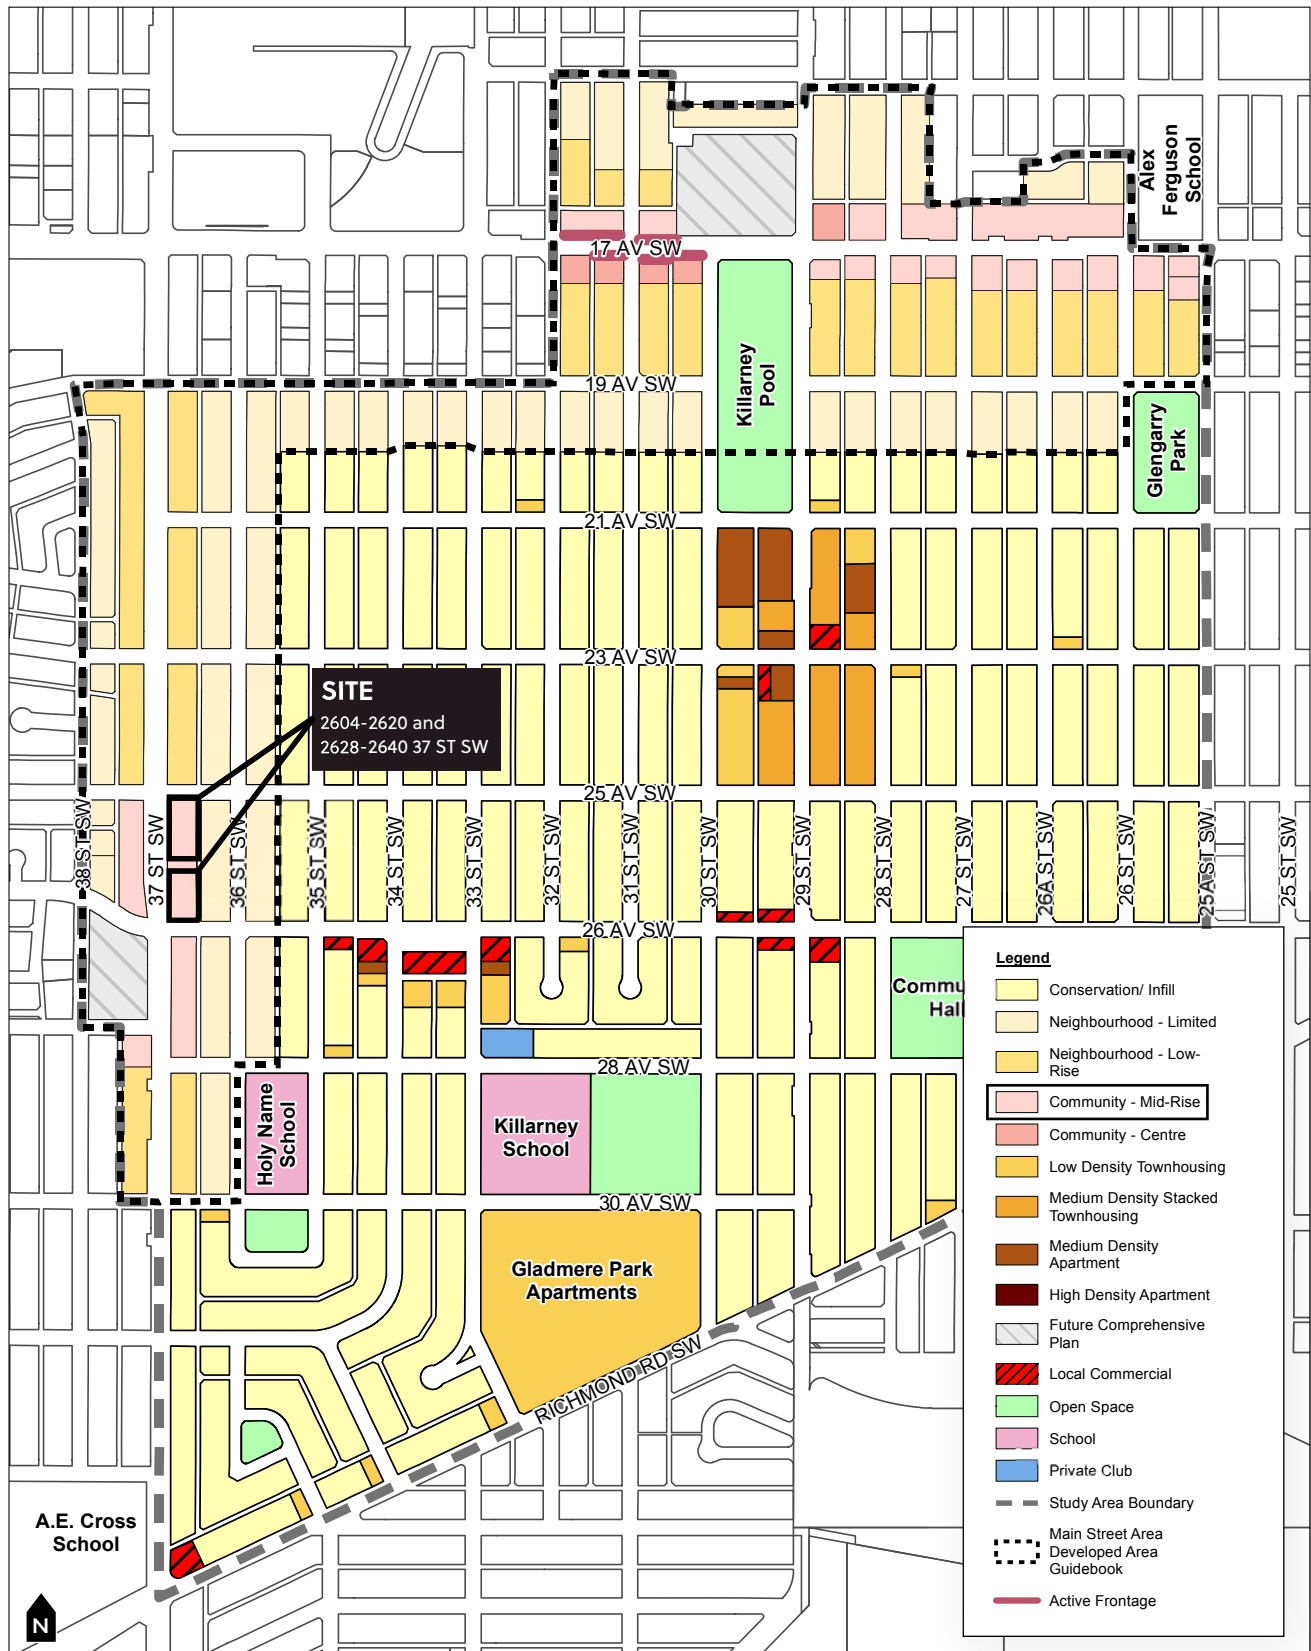 Alex
Ferguson
School
17 AV SW
19 AV SW
Killarney
Pool
Glengarry
Park
21 AV SW
23 AV SW
SITE
2604-2620 and
2628-2640 37 ST SW
25 AV SW
38 ST SW
37 ST SW
36 ST SW
35 ST SW
34 ST SW
33 ST SW
32 ST SW
31 ST SW
30 ST SW
29 ST SW
28 ST SW
27 ST SW
26A ST SW
26 ST SW
25A ST SW
25 ST SW
26 AV SW
Commu
Hall
28 AV SW
Holy Name
School
Killarney
School
30 AV SW
Gladmere Park
Apartments
RICHMOND RD SW
A.E. Cross
School
N
Legend
Conservation/ Infill
Neighbourhood - Limited
Neighbourhood - Low-
Rise
Community - Mid-Rise
Community - Centre
Low Density Townhousing
Medium Density Stacked
Townhousing
Medium Density
Apartment
High Density Apartment
Future Comprehensive
Plan
Local Commercial
Open Space
School
Private Club
Study Area Boundary
Main Street Area
Developed Area
Guidebook
Active Frontage